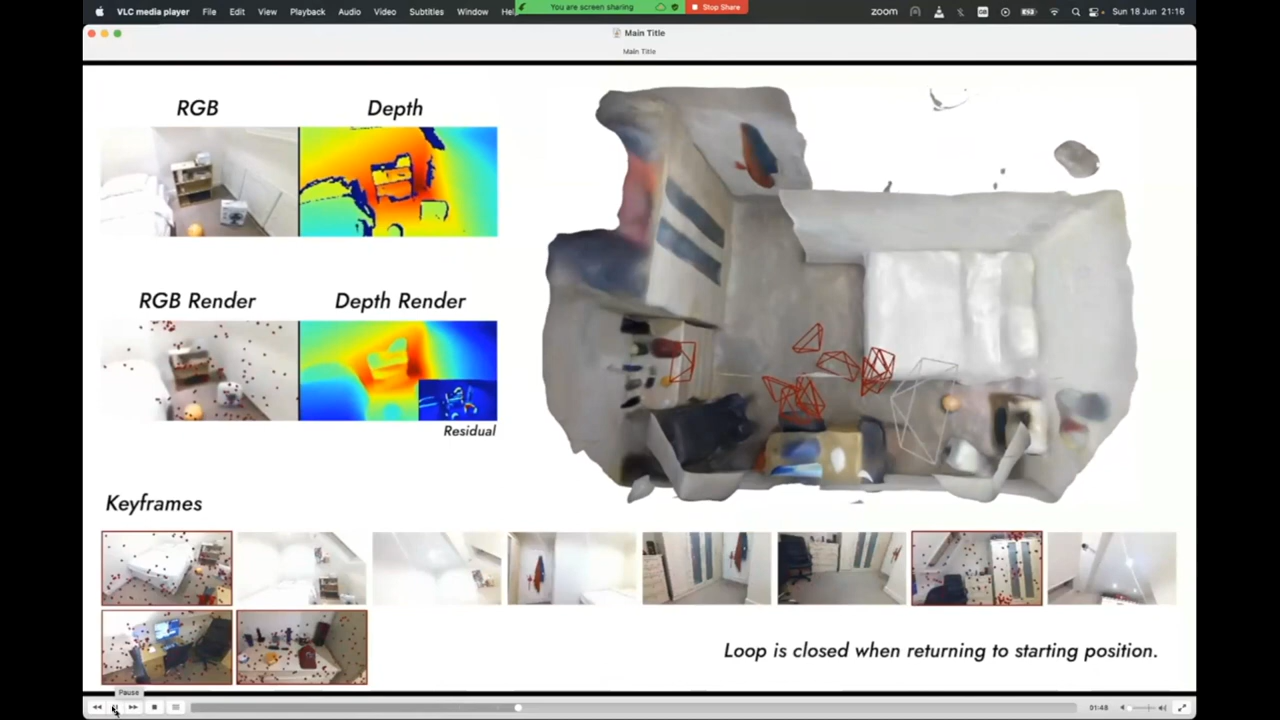 VLC media player File Edit View Playback Audio Video Subtitles Window Hel
You are screen sharing Stop Share
zoom Sun 18 Jun 21:16
Main Title
Main Title
RGB Depth
RGB Render Depth Render
Residual
Keyframes
Loop is closed when returning to starting position.
Pause
01:48